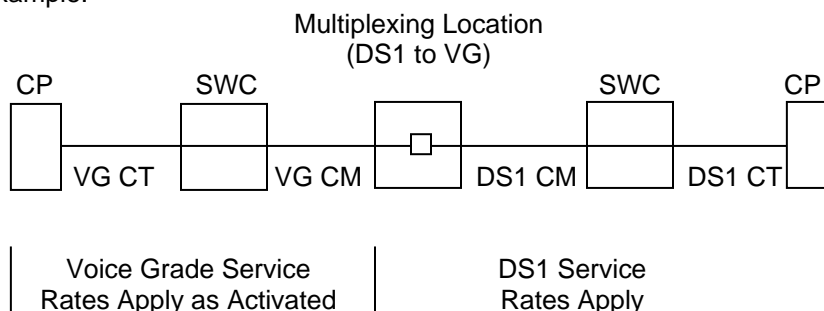 Multiplexing Location
(DS1 to VG)
CP SWC SWC CP
VG CT VG CM DS1 CM DS1 CT
Voice Grade Service DS1 Service
Rates Apply as Activated Rates Apply